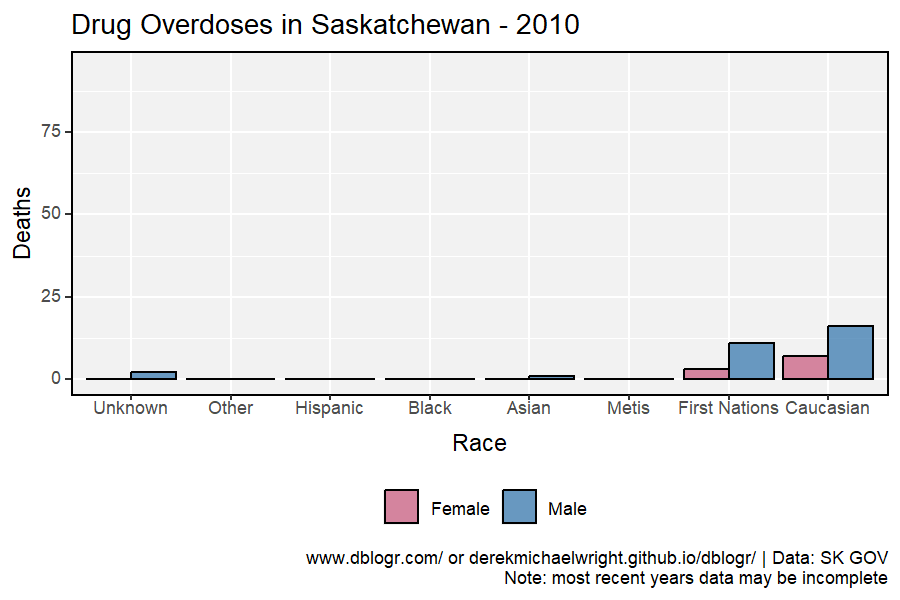 Drug Overdoses in Saskatchewan - 2010
Deaths
75
50
25
0
Unknown Other Hispanic Black Asian Metis First Nations Caucasian
Race
Female Male
www.dblogr.com/ or derekmichaelwright.github.io/dblogr/ | Data: SK GOV
Note: most recent years data may be incomplete